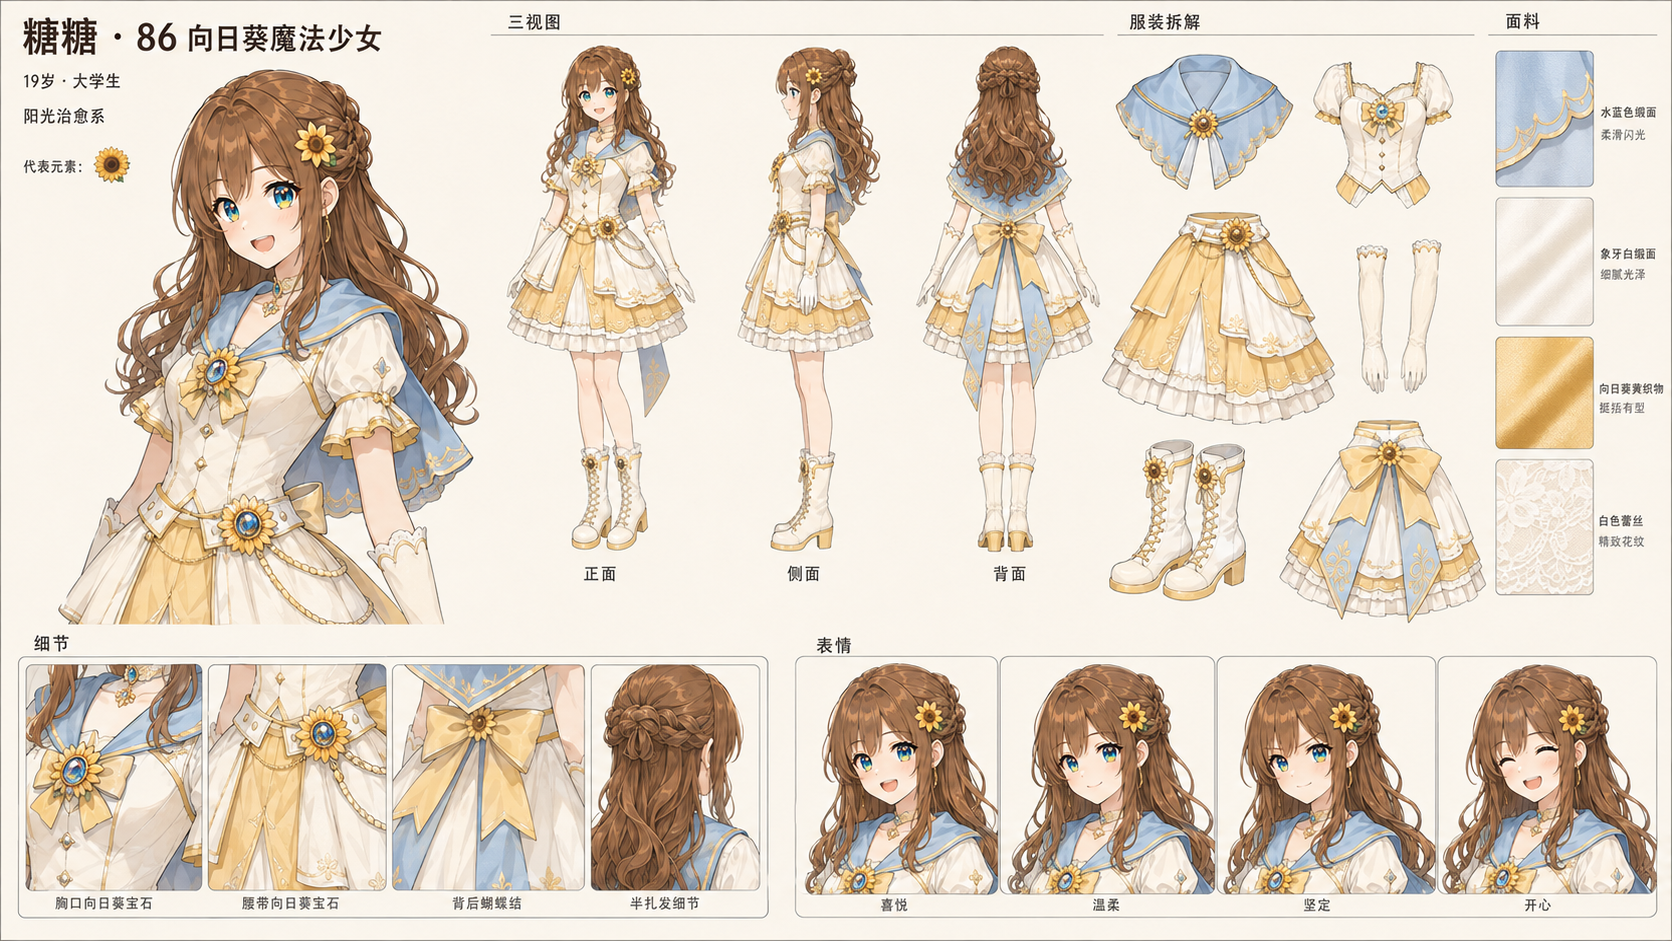 糖糖 · 86 向日葵魔法少女
19岁 · 大学生
阳光治愈系
代表元素：
三视图
正面
侧面
背面
服装拆解
面料
水蓝色缎面
柔滑闪光
象牙白缎面
细腻光泽
向日葵黄织物
挺括有型
白色蕾丝
精致花纹
细节
胸口向日葵宝石
腰带向日葵宝石
背后蝴蝶结
半扎发细节
表情
喜悦
温柔
坚定
开心